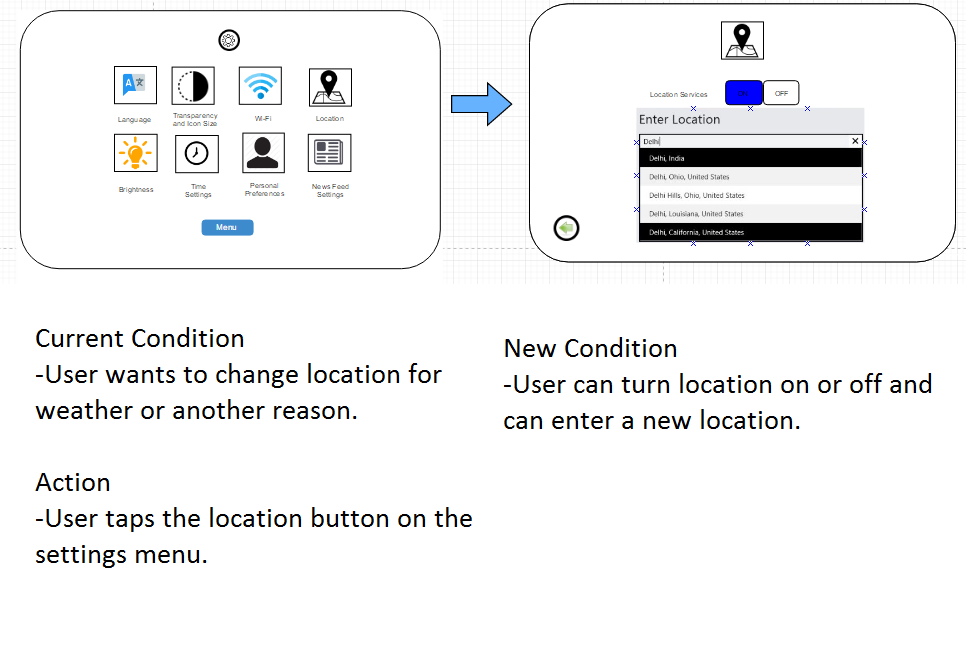 Language
Transparency
and Icon Size
Wi-Fi
Location
Brightness
Time
Settings
Personal
Preferences
News Feed
Settings
Menu
Location Services
ON
OFF
Enter Location
Delhi
Delhi, India
Delhi, Ohio, United States
Delhi Hills, Ohio, United States
Delhi, Louisiana, United States
Delhi, California, United States
Current Condition
-User wants to change location for
weather or another reason.
Action
-User taps the location button on the
settings menu.
New Condition
-User can turn location on or off and
can enter a new location.